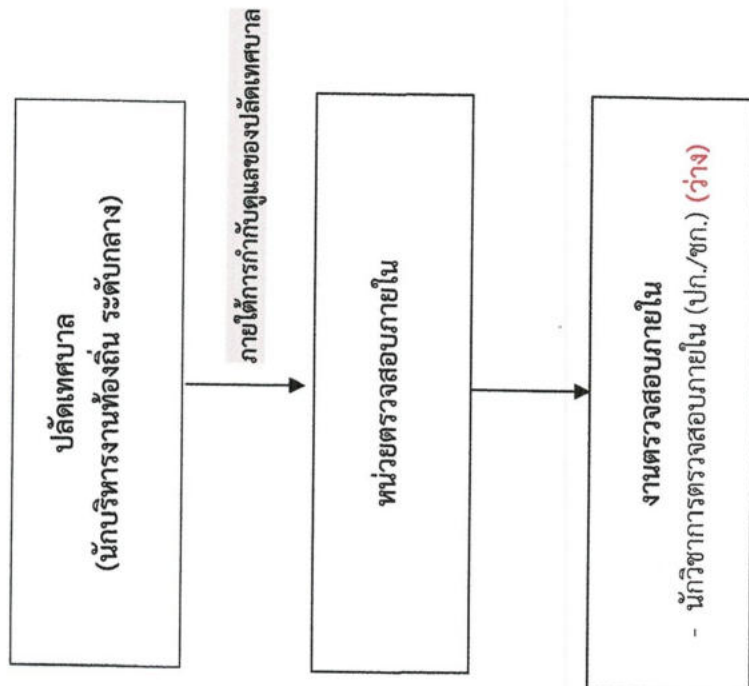 ปลัดเทศบาล
(นักบริหารงานท้องถิ่น ระดับกลาง)
ภายใต้การกำกับดูแลของปลัดเทศบาล
หน่วยตรวจสอบภายใน
งานตรวจสอบภายใน
- นักวิชาการตรวจสอบภายใน (ปก./ชก.) (ว่าง)